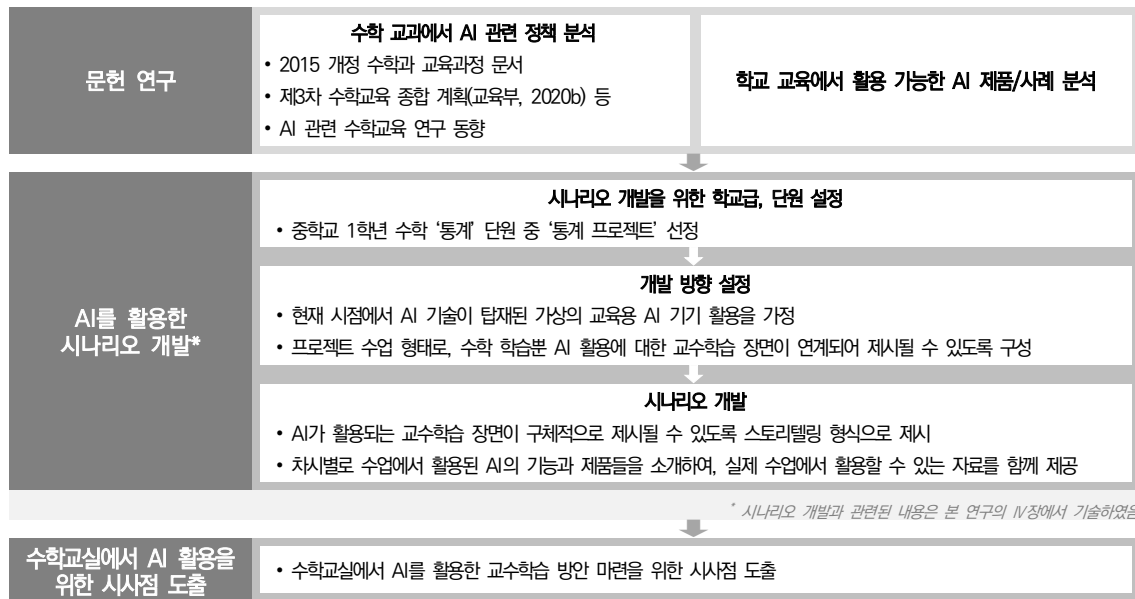 문헌 연구
수학 교과에서 AI 관련 정책 분석
• 2015 개정 수학과 교육과정 문서
• 제3차 수학교육 종합 계획(교육부, 2020b) 등
• AI 관련 수학교육 연구 동향
학교 교육에서 활용 가능한 AI 제품/사례 분석
AI를 활용한
시나리오 개발*
시나리오 개발을 위한 학교급, 단원 설정
• 중학교 1학년 수학 ‘통계’ 단원 중 ‘통계 프로젝트’ 선정
개발 방향 설정
• 현재 시점에서 AI 기술이 탑재된 가상의 교육용 AI 기기 활용을 가정
• 프로젝트 수업 형태로, 수학 학습뿐 AI 활용에 대한 교수학습 장면이 연계되어 제시될 수 있도록 구성
시나리오 개발
• AI가 활용되는 교수학습 장면이 구체적으로 제시될 수 있도록 스토리텔링 형식으로 제시
• 차시별로 수업에서 활용된 AI의 기능과 제품들을 소개하여, 실제 수업에서 활용할 수 있는 자료를 함께 제공
* 시나리오 개발과 관련된 내용은 본 연구의 Ⅳ장에서 기술하였음
수학교실에서 AI 활용을
위한 시사점 도출
• 수학교실에서 AI를 활용한 교수학습 방안 마련을 위한 시사점 도출